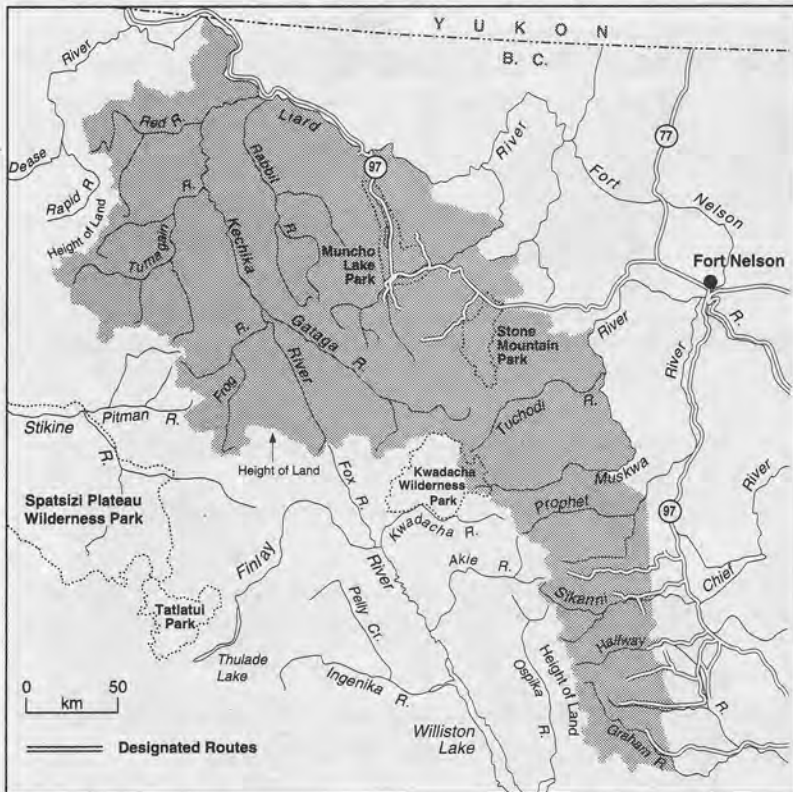 YUKON
B. C.
River
Red R.
Liard
97
77
River
Fort
Nelson
Rabbit
R.
Dease
Rapid R.
Height of Land
R.
Turnagain
Kechika
River
Muncho
Lake
Park
Fort Nelson
R.
Gataga
R.
Stone
Mountain
Park
River
River
R.
Frog
Tuchodi
R.
Stikine
R.
Pitman R.
Height of Land
Fox R.
Kwadacha
Wilderness
Park
Muskwa
Prophet
River
Spatsizi Plateau
Wilderness Park
Kwadacha R.
97
Finlay
River
Akie R.
Sikanni
Chief
Tatlatui
Park
Pelly Cr.
Halfway
R.
Thulade
Lake
Ospika
R.
Height of Land
0 50
km
Ingenika R.
Williston
Lake
Graham R.
Designated Routes